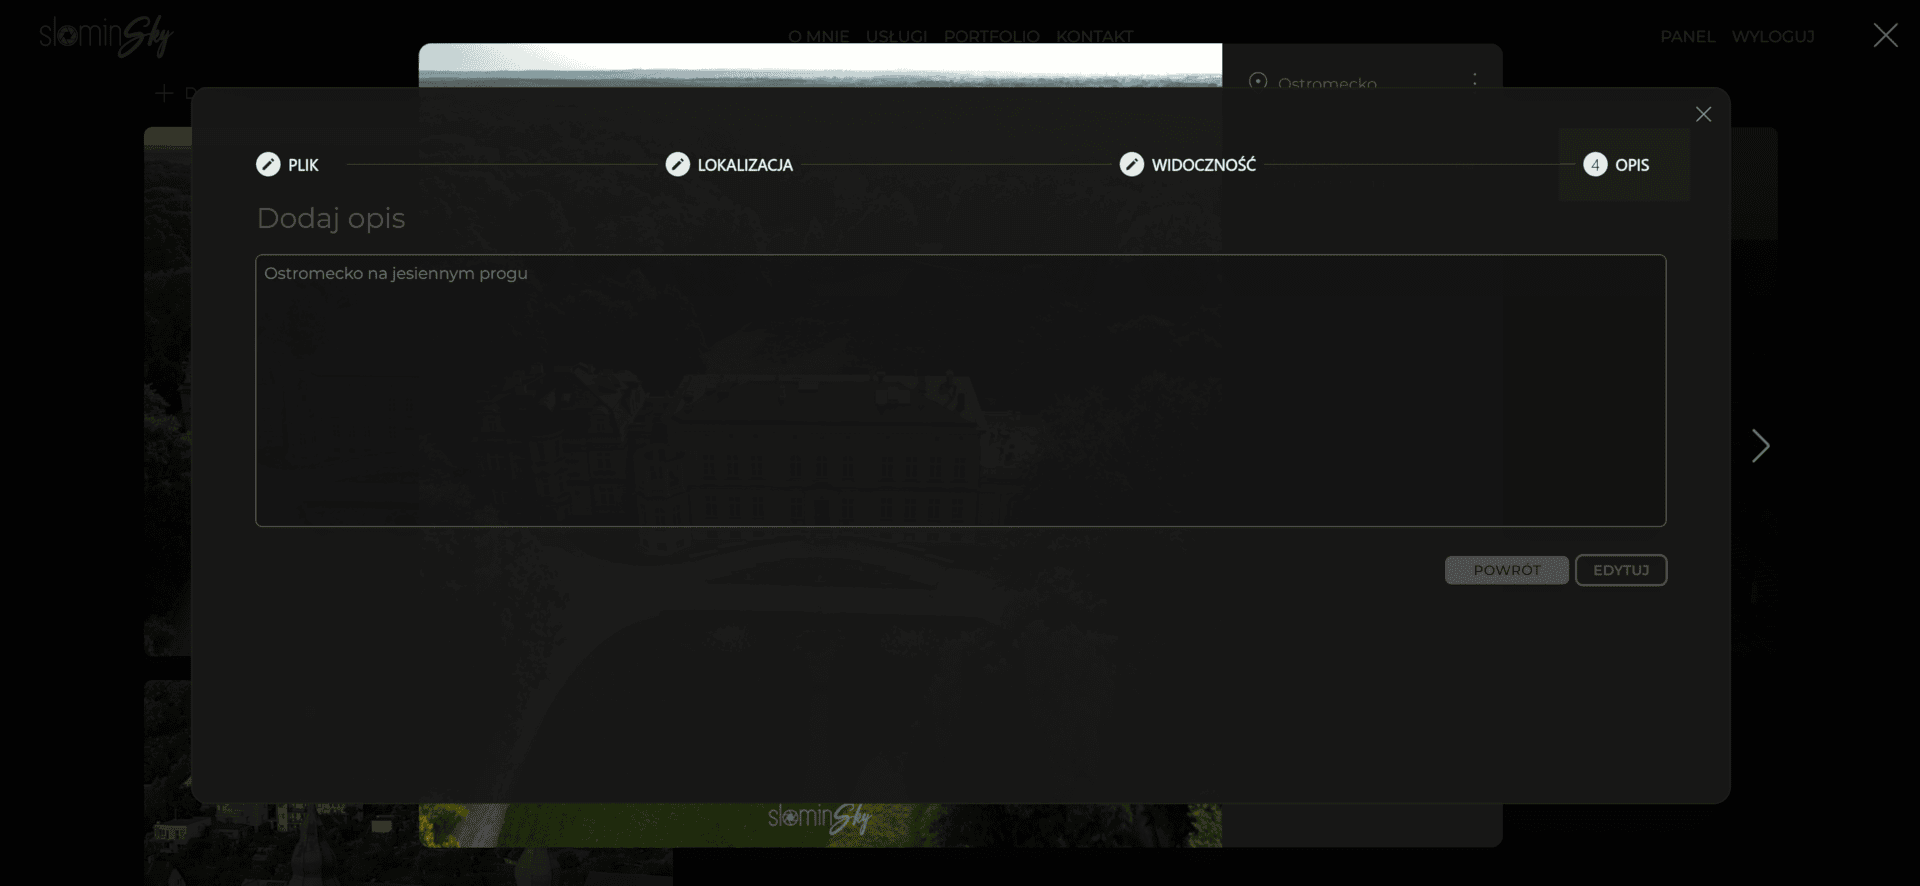 slominSky
O MNIE USŁUGI PORTFOLIO KONTAKT
PANEL WYLOGUJ
Ostromecko
PLIK
LOKALIZACJA
WIDOCZNOŚĆ
4 OPIS
Dodaj opis
Ostromecko na jesiennym progu
POWRÓT
EDYTUJ
slominSky